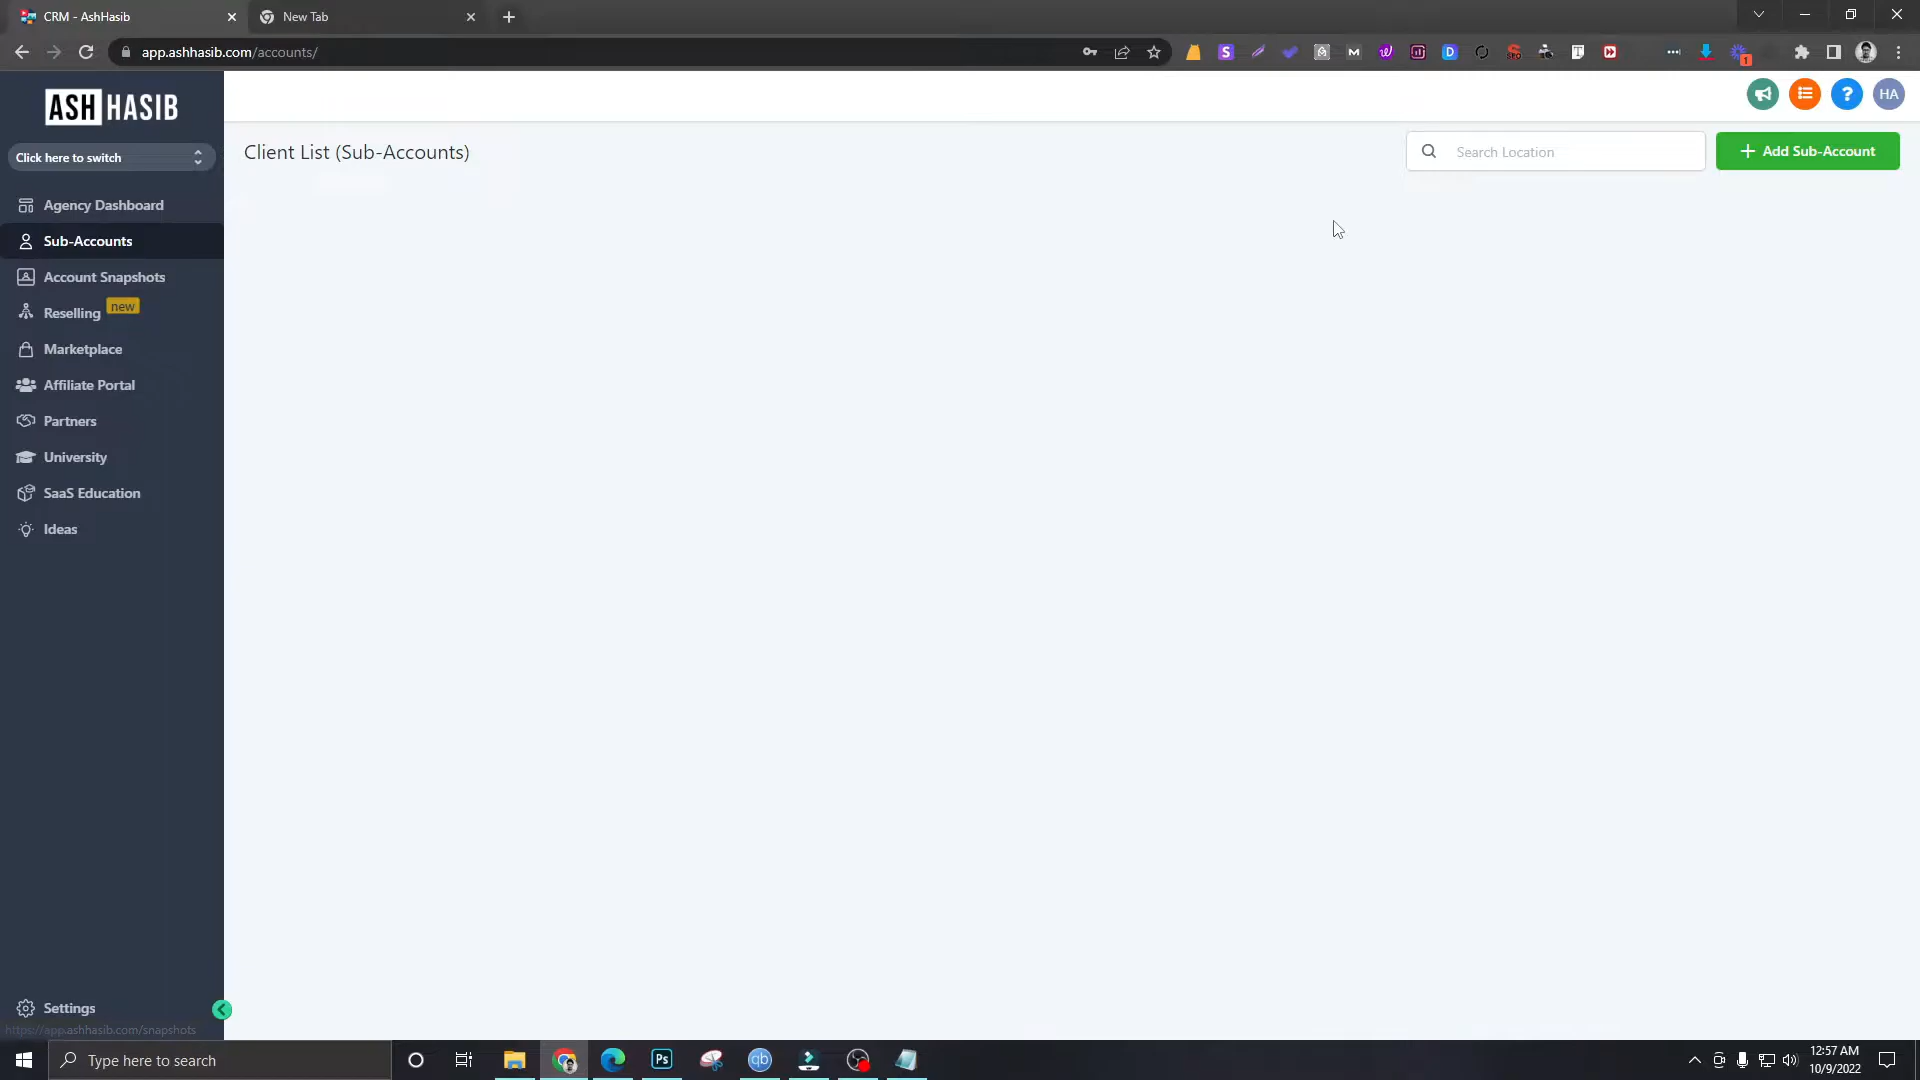 CRM - AshHasib
New Tab
app.ashhasib.com/accounts/
ASH HASIB
HA
Click here to switch
Client List (Sub-Accounts)
Search Location
Add Sub-Account
Agency Dashboard
Sub-Accounts
Account Snapshots
Reselling new
Marketplace
Affiliate Portal
Partners
University
SaaS Education
Ideas
Settings
https://app.ashhasib.com/snapshots
Type here to search
Ps
qb
12:57 AM
10/9/2022